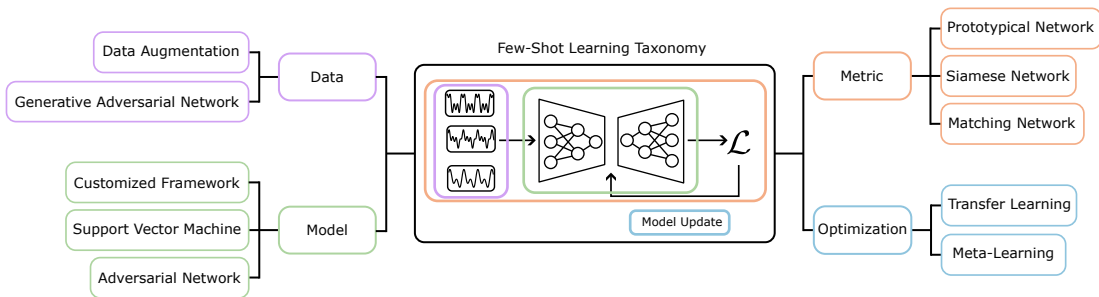 Few-Shot Learning Taxonomy
Data Augmentation
Generative Adversarial Network
Data
Customized Framework
Support Vector Machine
Adversarial Network
Model
ℒ
Model Update
Metric
Prototypical Network
Siamese Network
Matching Network
Optimization
Transfer Learning
Meta-Learning